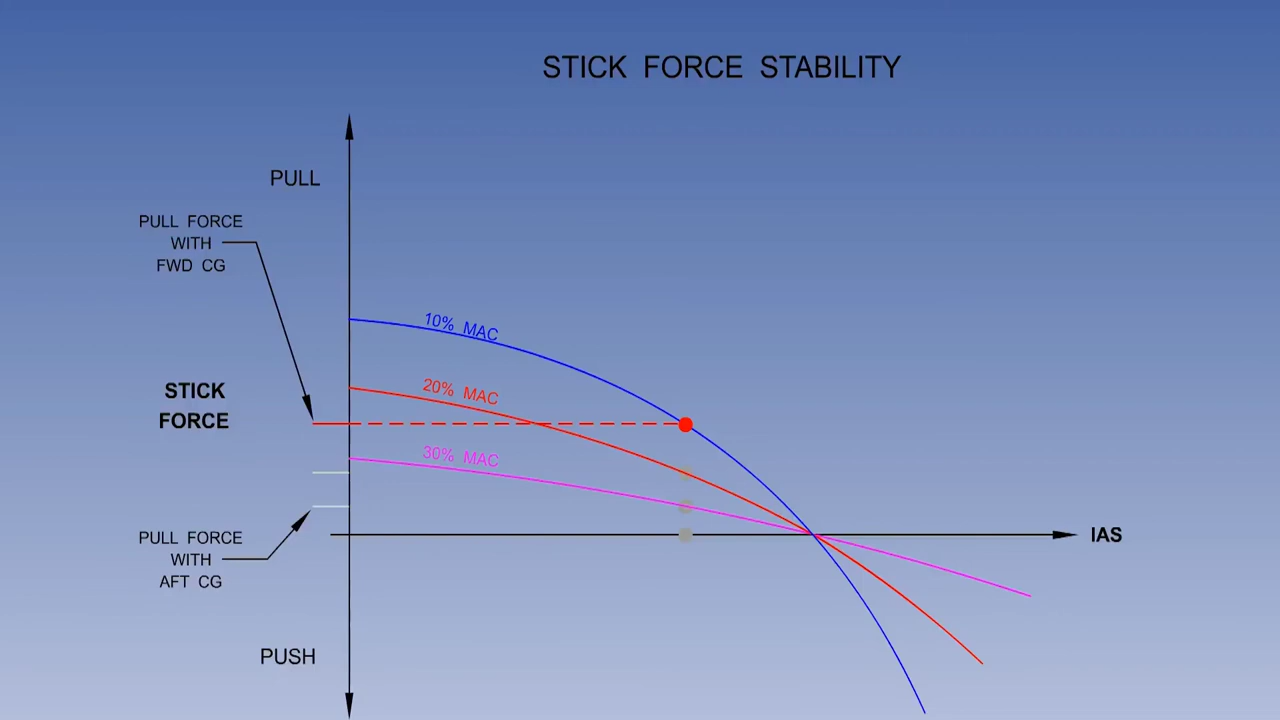 STICK FORCE STABILITY
PULL
PULL FORCE
WITH
FWD CG
10% MAC
20% MAC
STICK
FORCE
30% MAC
PULL FORCE
WITH
AFT CG
IAS
PUSH